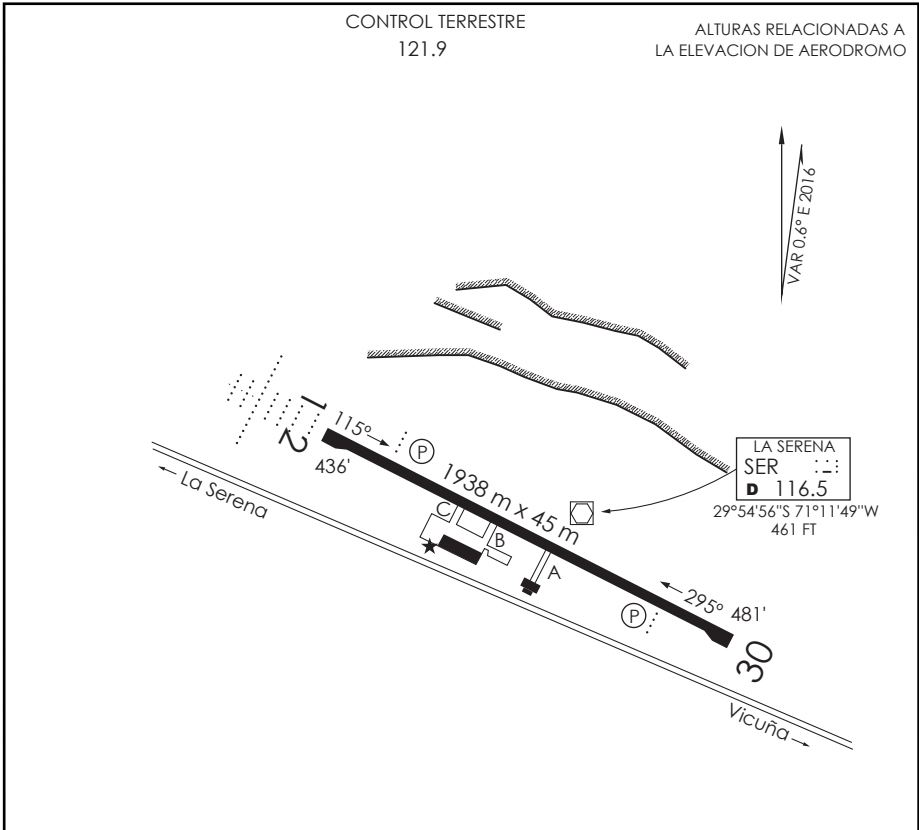 CONTROL TERRESTRE
121.9
ALTURAS RELACIONADAS A
LA ELEVACION DE AERODROMO
VAR 0.6° E 2016
12
115°
436'
P
1938 m x 45 m
LA SERENA
SER
D 116.5
29°54'56"S 71°11'49"W
461 FT
← La Serena
C
B
A
P
295° 481'
30
Vicuña →